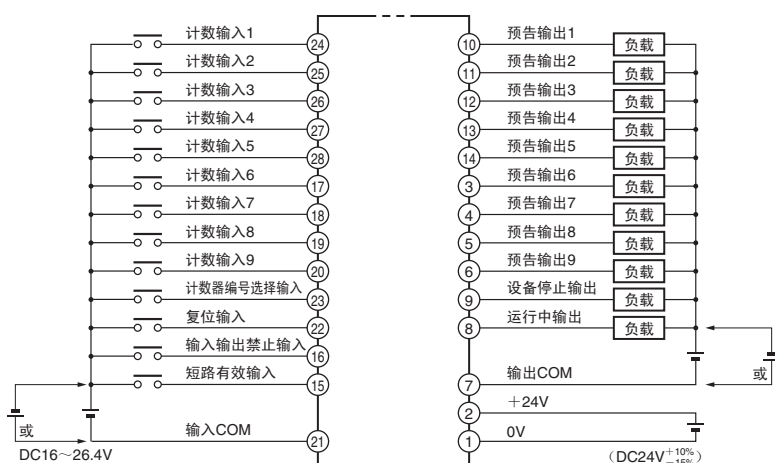 计数输入1 24
计数输入2 25
计数输入3 26
计数输入4 27
计数输入5 28
计数输入6 17
计数输入7 18
计数输入8 19
计数输入9 20
计数器编号选择输入 23
复位输入 22
输入输出禁止输入 16
短路有效输入 15
或
输入COM 21
DC16～26.4V
10 预告输出1 负载
11 预告输出2 负载
12 预告输出3 负载
13 预告输出4 负载
14 预告输出5 负载
3 预告输出6 负载
4 预告输出7 负载
5 预告输出8 负载
6 预告输出9 负载
9 设备停止输出 负载
8 运行中输出 负载
或
7 输出COM
2 ＋24V
1 0V
（DC24V+10% −15%）